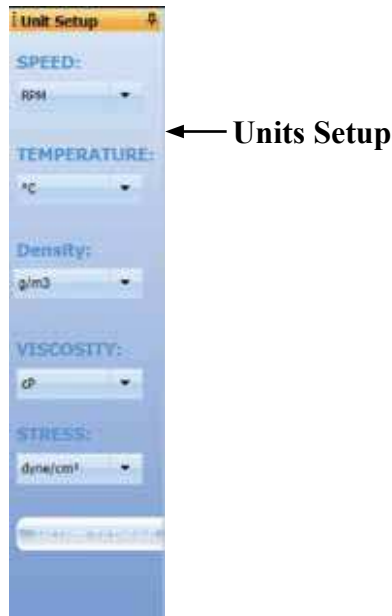 Unit Setup
SPEED:
RPM
Units Setup
TEMPERATURE:
°C
Density:
g/m3
VISCOSITY:
cP
STRESS:
dyne/cm²